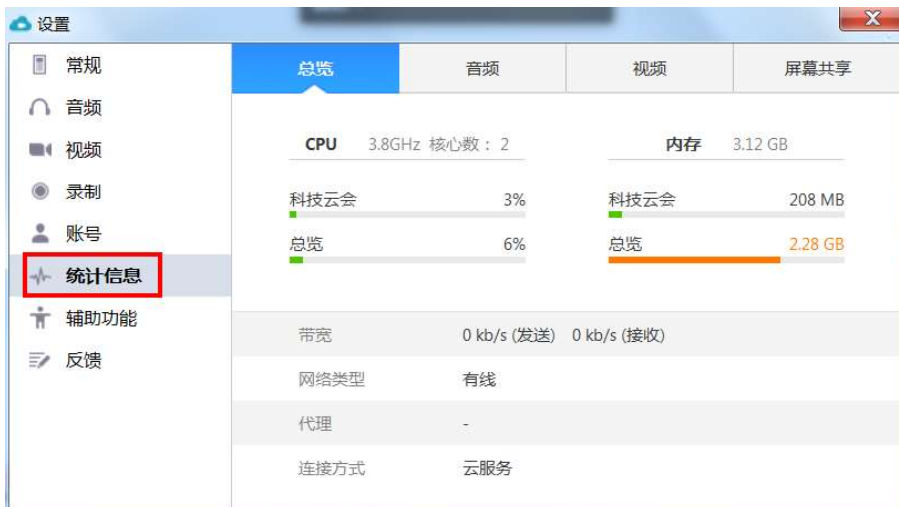 设置
X
常规
音频
视频
录制
账号
统计信息
辅助功能
反馈
总览 音频 视频 屏幕共享
CPU 3.8GHz 核心数：2
科技云会 3%
总览 6%
内存 3.12 GB
科技云会 208 MB
总览 2.28 GB
带宽 0 kb/s (发送) 0 kb/s (接收)
网络类型 有线
代理 -
连接方式 云服务